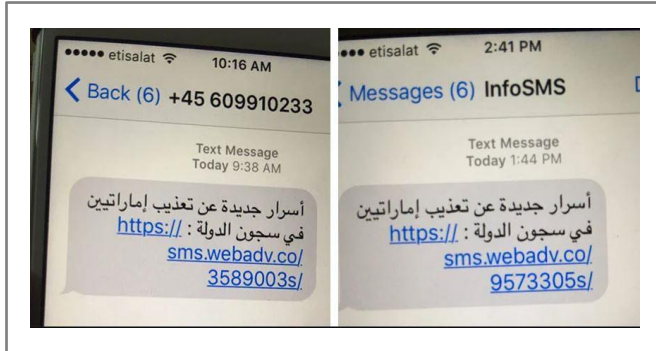 etisalat 10:16 AM
Back (6) +45 609910233
Text Message
Today 9:38 AM
أسرار جديدة عن تعذيب إماراتيين
في سجون الدولة : https://
sms.webadv.co/
3589003s/
etisalat 2:41 PM
Messages (6) InfoSMS
Text Message
Today 1:44 PM
أسرار جديدة عن تعذيب إماراتيين
في سجون الدولة : https://
sms.webadv.co/
9573305s/